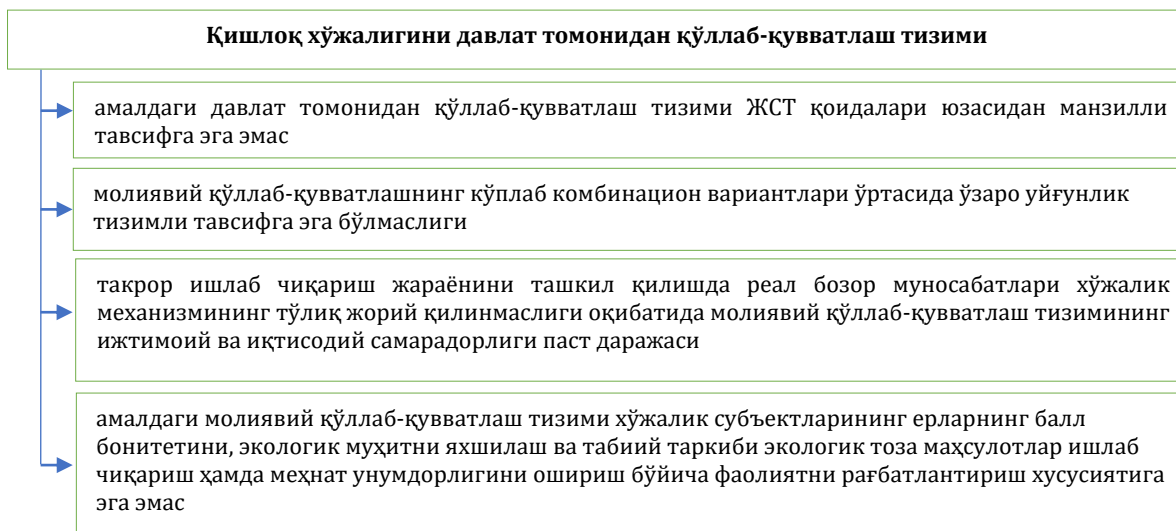 Қишлоқ хўжалигини давлат томонидан қўллаб-қувватлаш тизими
амалдаги давлат томонидан қўллаб-қувватлаш тизими ЖСТ қоидалари юзасидан манзилли
тавсифга эга эмас
молиявий қўллаб-қувватлашнинг кўплаб комбинацион вариантлари ўртасида ўзаро уйғунлик
тизимли тавсифга эга бўлмаслиги
такрор ишлаб чиқариш жараёнини ташкил қилишда реал бозор муносабатлари хўжалик
механизмининг тўлиқ жорий қилинмаслиги оқибатида молиявий қўллаб-қувватлаш тизимининг
ижтимоий ва иқтисодий самарадорлиги паст даражаси
амалдаги молиявий қўллаб-қувватлаш тизими хўжалик субъектларининг ерларнинг балл
бонитетини, экологик муҳитни яхшилаш ва табиий таркиби экологик тоза маҳсулотлар ишлаб
чиқариш ҳамда меҳнат унумдорлигини ошириш бўйича фаолиятни рағбатлантириш хусусиятига
эга эмас